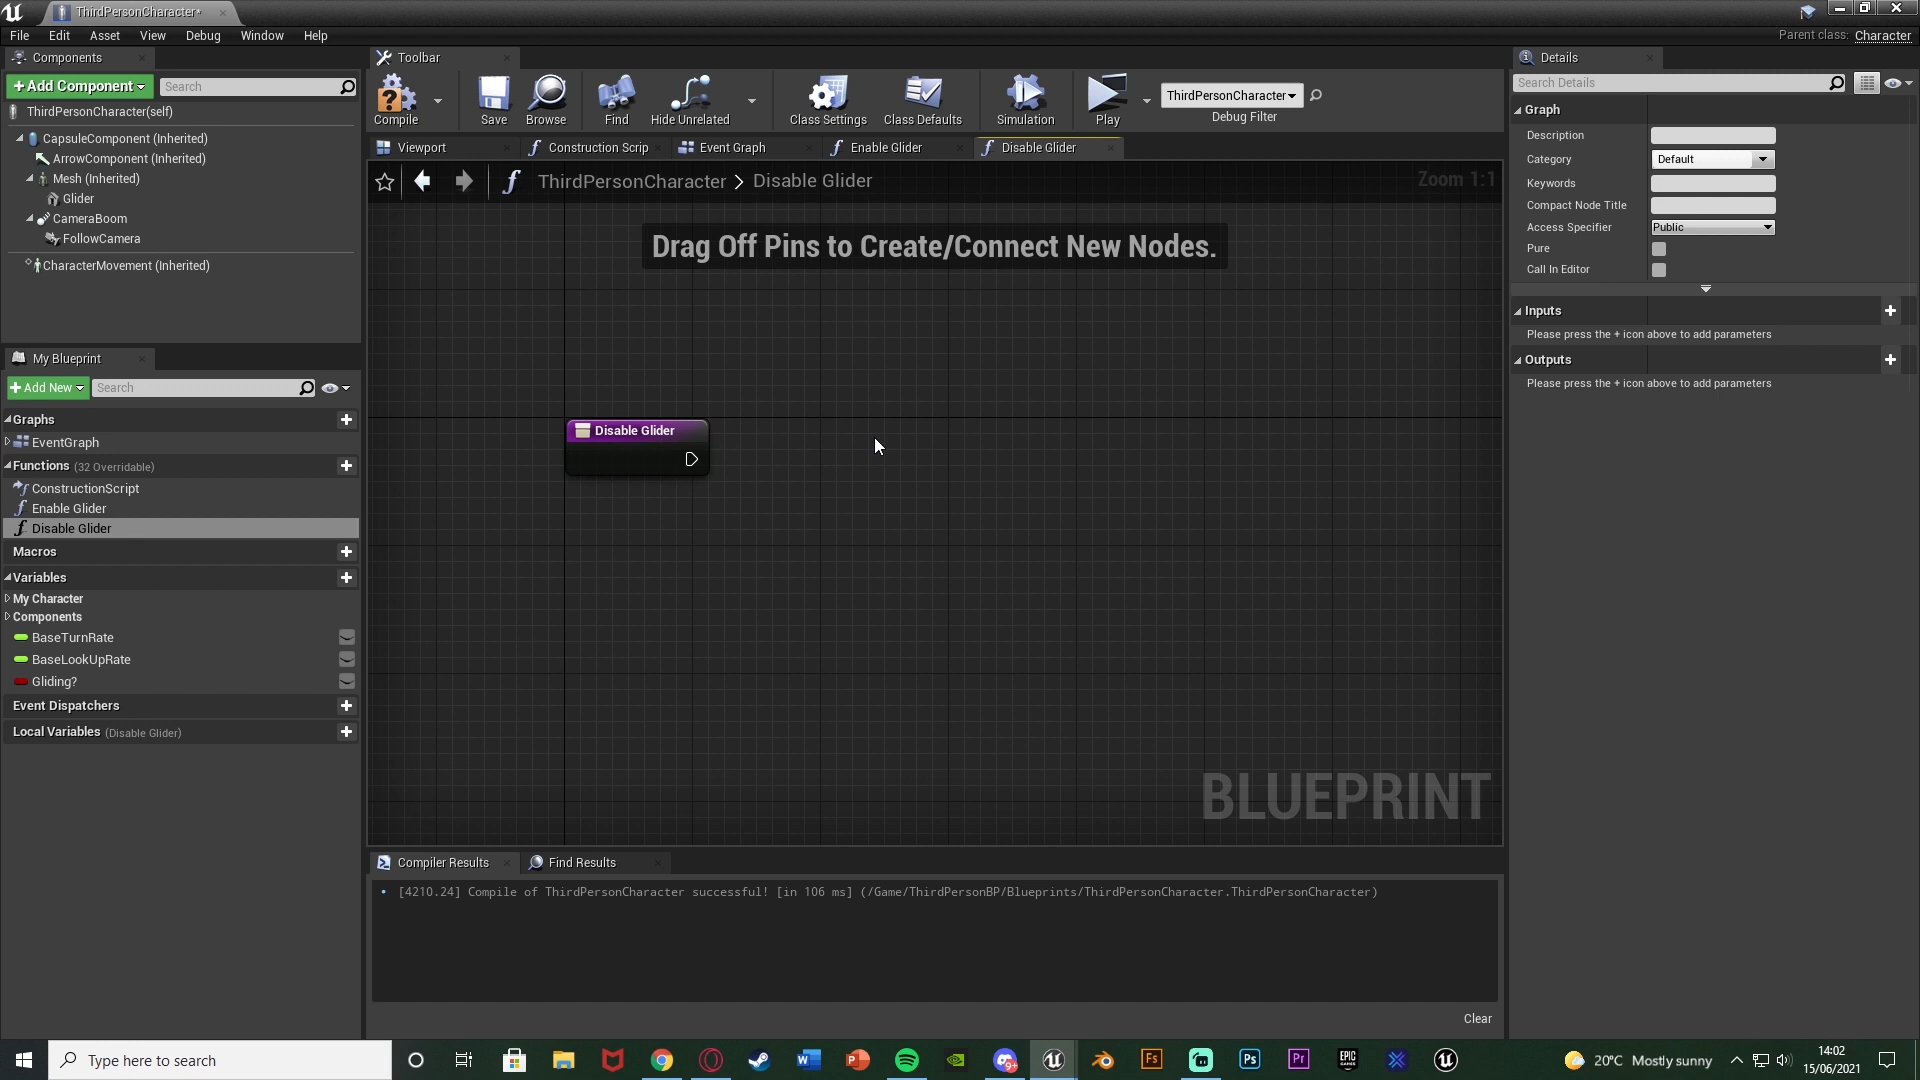 ThirdPersonCharacter*
File Edit Asset View Debug Window Help
Parent class: Character
Components
+Add Component
Search
ThirdPersonCharacter(self)
CapsuleComponent (Inherited)
ArrowComponent (Inherited)
Mesh (Inherited)
Glider
CameraBoom
FollowCamera
CharacterMovement (Inherited)
My Blueprint
+Add New
Search
Graphs
EventGraph
Functions (32 Overridable)
ConstructionScript
Enable Glider
Disable Glider
Macros
Variables
My Character
Components
BaseTurnRate
BaseLookUpRate
Gliding?
Event Dispatchers
Local Variables (Disable Glider)
Toolbar
Compile
Save
Browse
Find
Hide Unrelated
Class Settings
Class Defaults
Simulation
Play
ThirdPersonCharacter
Debug Filter
Viewport
Construction Scrip
Event Graph
Enable Glider
Disable Glider
ThirdPersonCharacter > Disable Glider
Zoom 1:1
Drag Off Pins to Create/Connect New Nodes.
Disable Glider
BLUEPRINT
Compiler Results
Find Results
[4210.24] Compile of ThirdPersonCharacter successful! [in 106 ms] (/Game/ThirdPersonBP/Blueprints/ThirdPersonCharacter.ThirdPersonCharacter)
Clear
Details
Search Details
Graph
Description
Category
Default
Keywords
Compact Node Title
Access Specifier
Public
Pure
Call In Editor
Inputs
Please press the + icon above to add parameters
Outputs
Please press the + icon above to add parameters
Type here to search
20°C Mostly sunny
14:02
15/06/2021